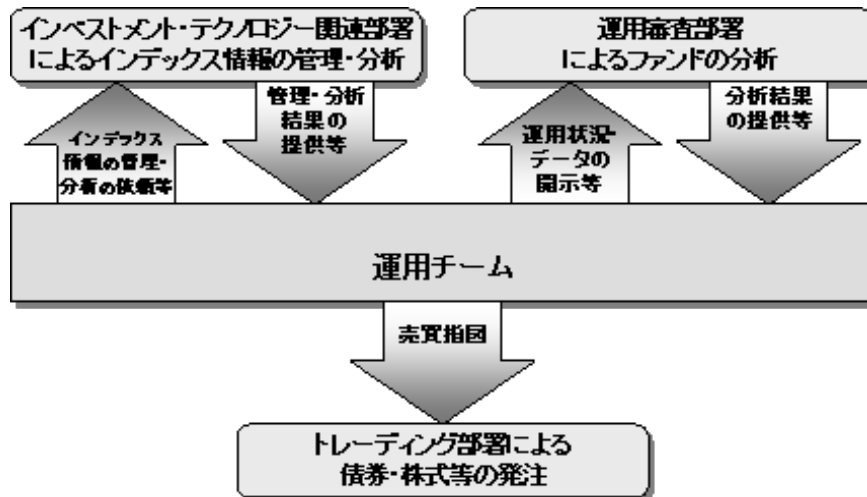 インベストメント・テクノロジー関連部署
によるインデックス情報の管理・分析
運用審査部署
によるファンドの分析
インデックス
情報の管理・
分析の依頼等
管理・分析
結果の
提供等
運用状況・
データの
開示等
分析結果
の提供等
運用チーム
売買指図
トレーディング部署による
債券・株式等の発注